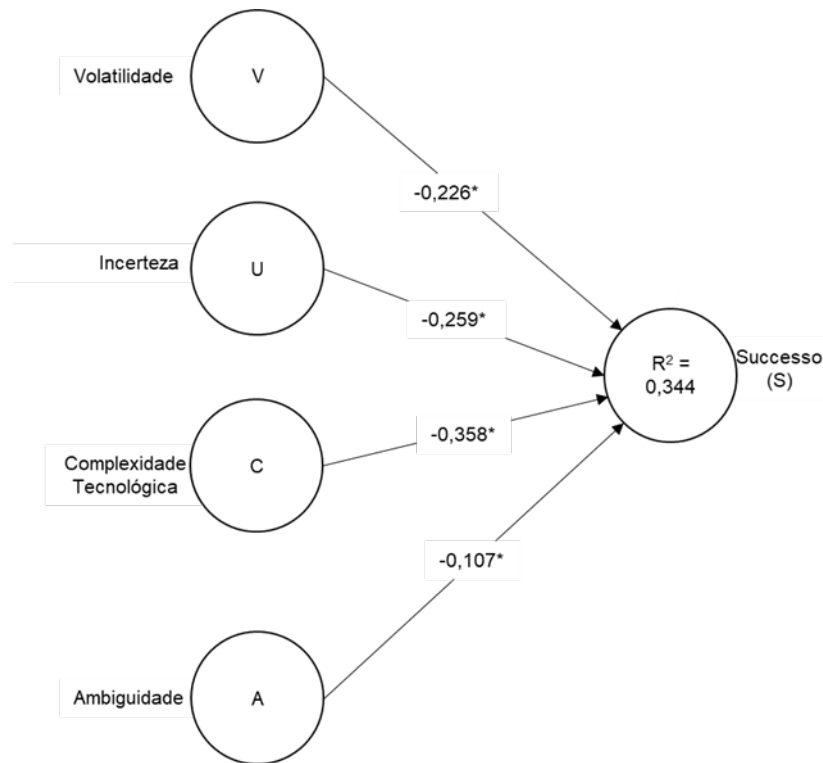 Volatilidade
V
-0,226*
Incerteza
U
-0,259*
R² =
0,344
Successo
(S)
-0,358*
Complexidade
Tecnológica
C
-0,107*
Ambiguidade
A